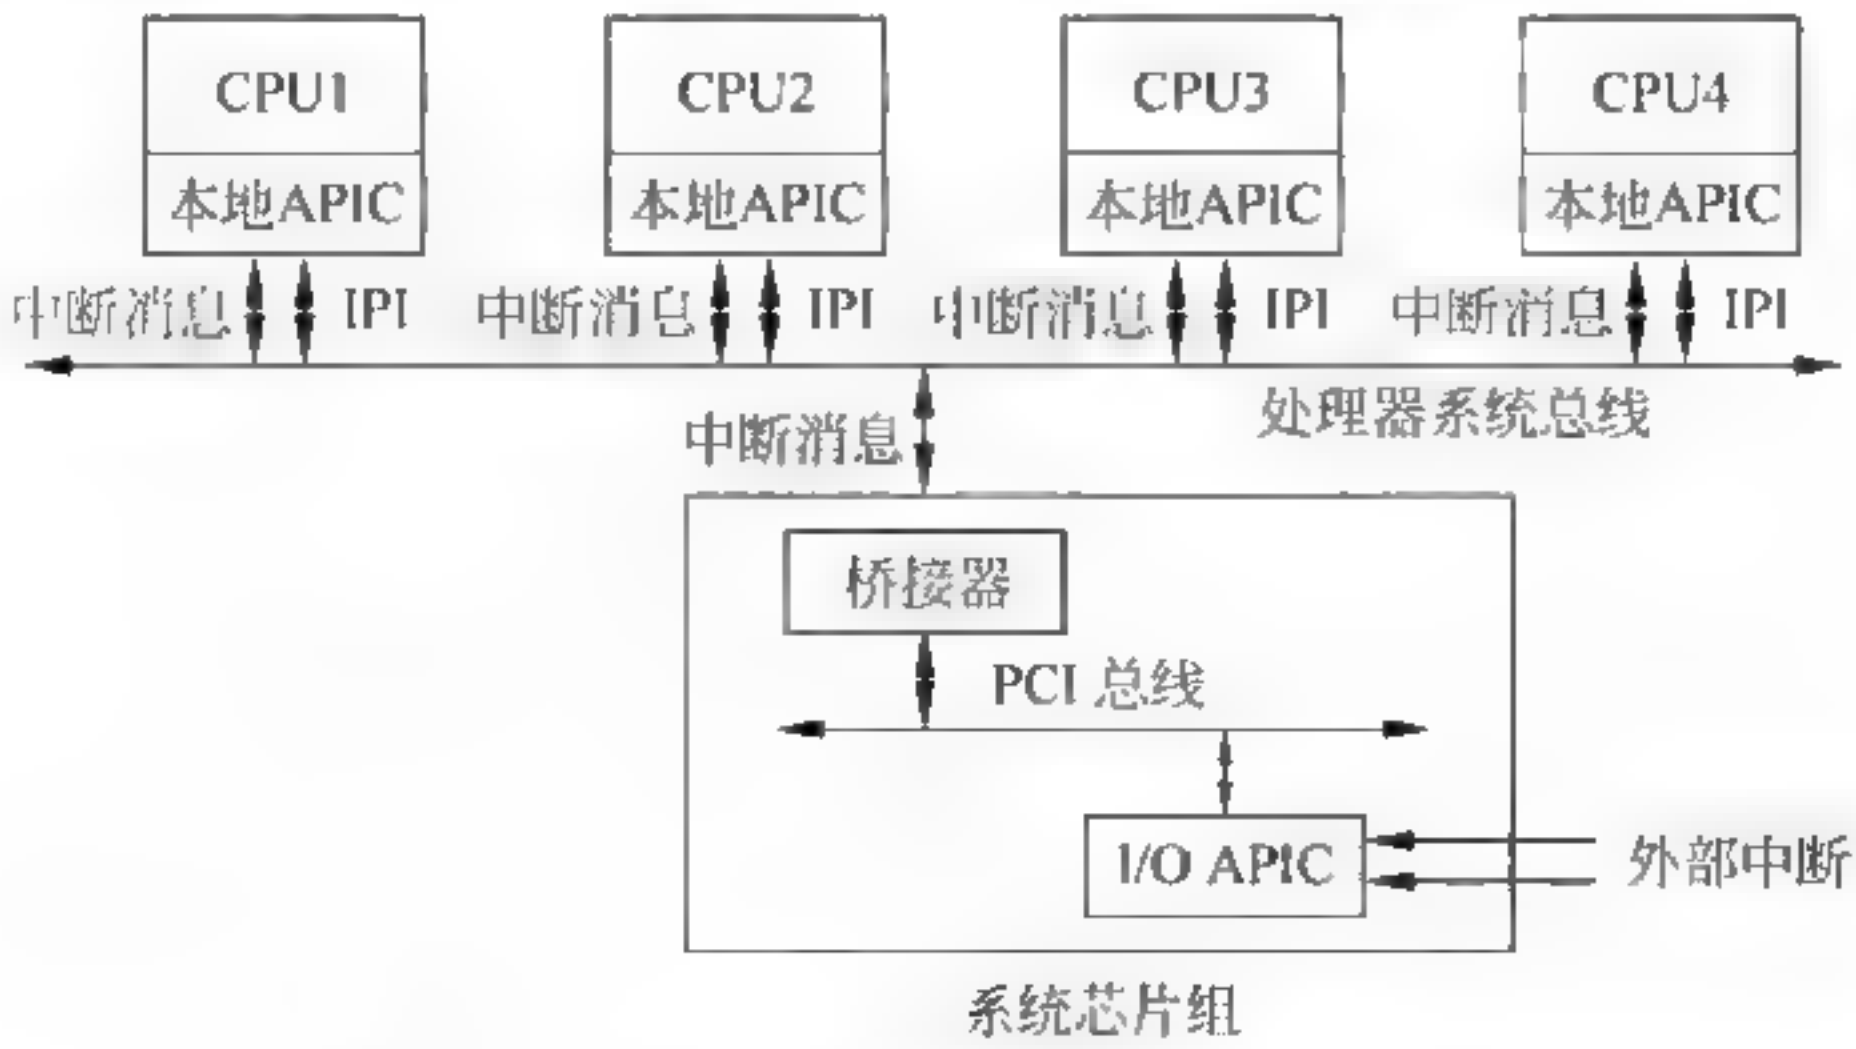 CPU1
CPU2
CPU3
CPU4
本地APIC
本地APIC
本地APIC
本地APIC
中断消息
IPI
中断消息
IPI
中断消息
IPI
中断消息
IPI
处理器系统总线
中断消息
桥接器
PCI 总线
I/O APIC
外部中断
系统芯片组